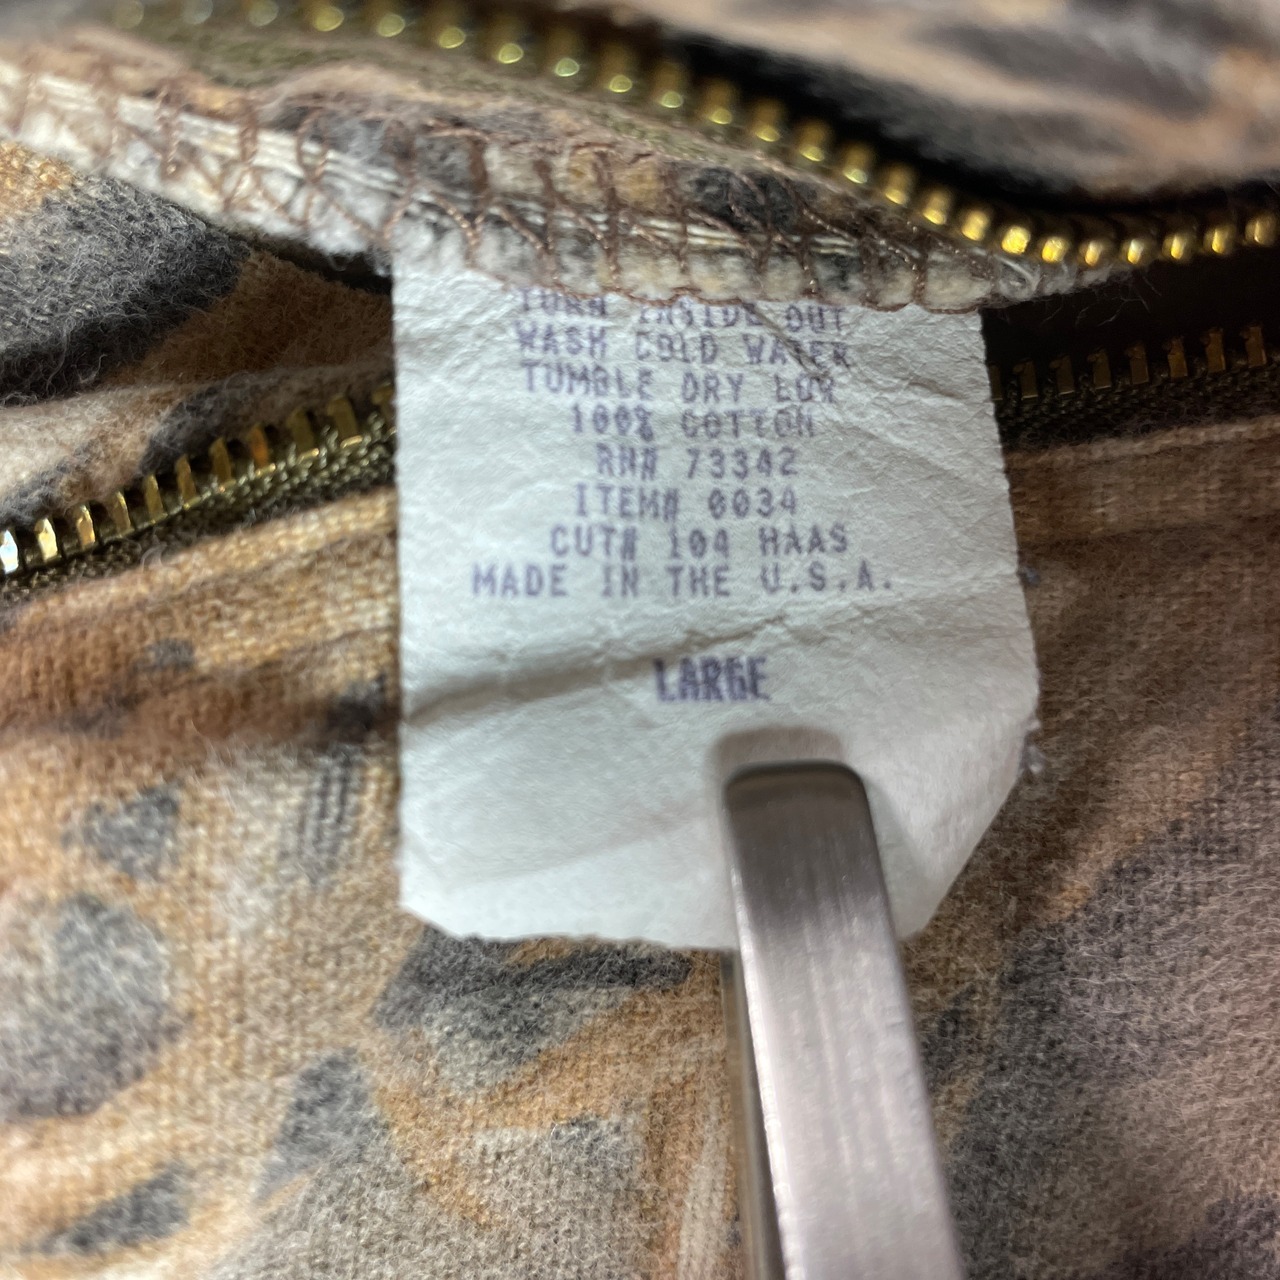 TURN INSIDE OUT
WASH COLD WATER
TUMBLE DRY LOW
100% COTTON
RN# 73342
ITEM# 6034
CUT# 104 HAAS
MADE IN THE U.S.A.
LARGE